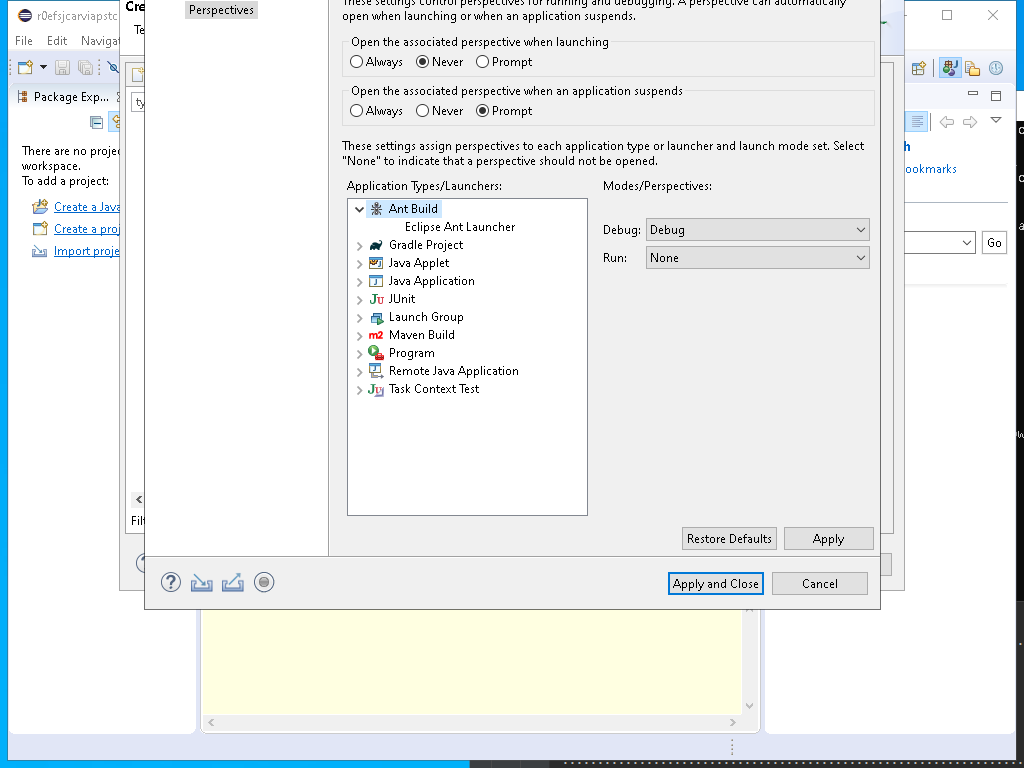 r0efsjcarviapstc
Cre
Perspectives
These settings control perspectives for running and debugging. A perspective can automatically
open when launching or when an application suspends.
File Edit Navigat
Te
Open the associated perspective when launching
Always Never Prompt
Open the associated perspective when an application suspends
Always Never Prompt
Package Exp...
ty
These settings assign perspectives to each application type or launcher and launch mode set. Select
"None" to indicate that a perspective should not be opened.
There are no projec
workspace.
To add a project:
Create a Java
Create a proj
Import proje
Application Types/Launchers:
Modes/Perspectives:
Ant Build
Eclipse Ant Launcher
Gradle Project
Java Applet
Java Application
JUnit
Launch Group
Maven Build
Program
Remote Java Application
Task Context Test
Debug: Debug
Run: None
h
ookmarks
Go
Filt
Restore Defaults
Apply
Apply and Close
Cancel